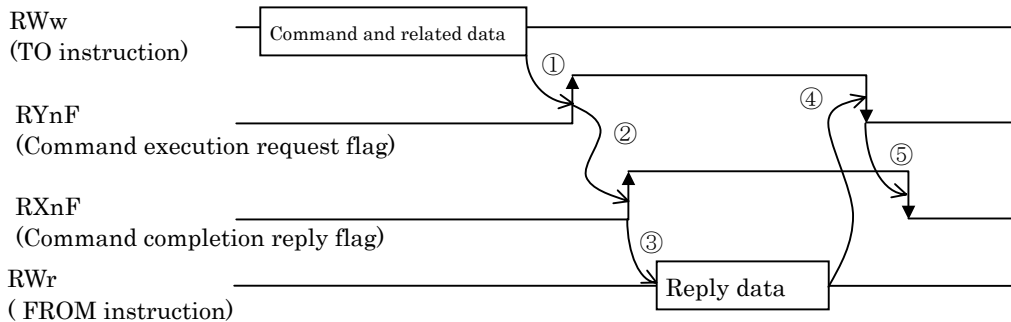 RWw
(TO instruction)
Command and related data
①
RYnF
(Command execution request flag)
②
④
⑤
RXnF
(Command completion reply flag)
③
RWr
( FROM instruction)
Reply data